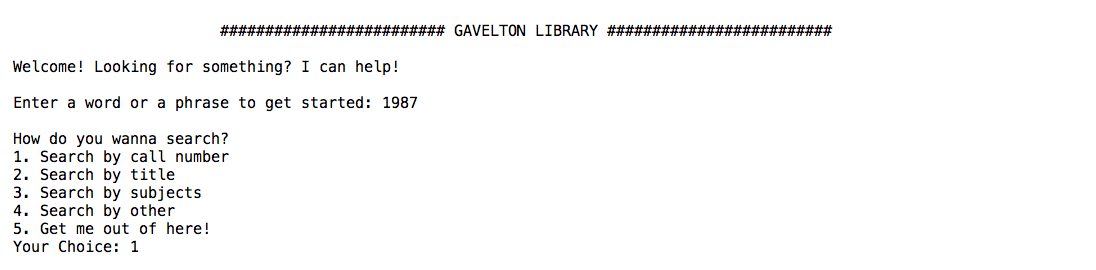 ######################### GAVELTON LIBRARY #########################
Welcome! Looking for something? I can help!
Enter a word or a phrase to get started: 1987
How do you wanna search?
1. Search by call number
2. Search by title
3. Search by subjects
4. Search by other
5. Get me out of here!
Your Choice: 1